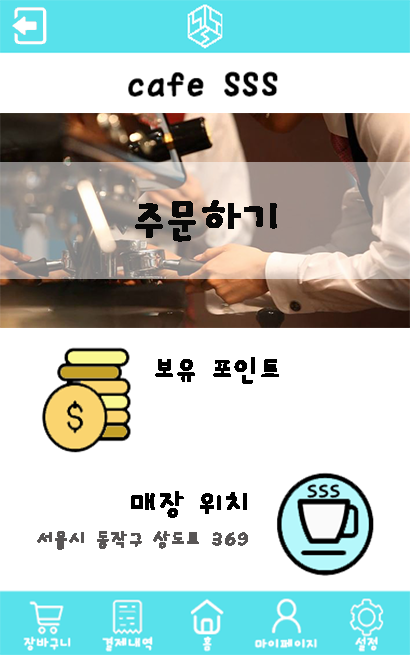 cafe SSS
주문하기
$
보유 포인트
매장 위치
서울시 동작구 상도로 369
SSS
장바구니
결제내역
홈
마이페이지
설정